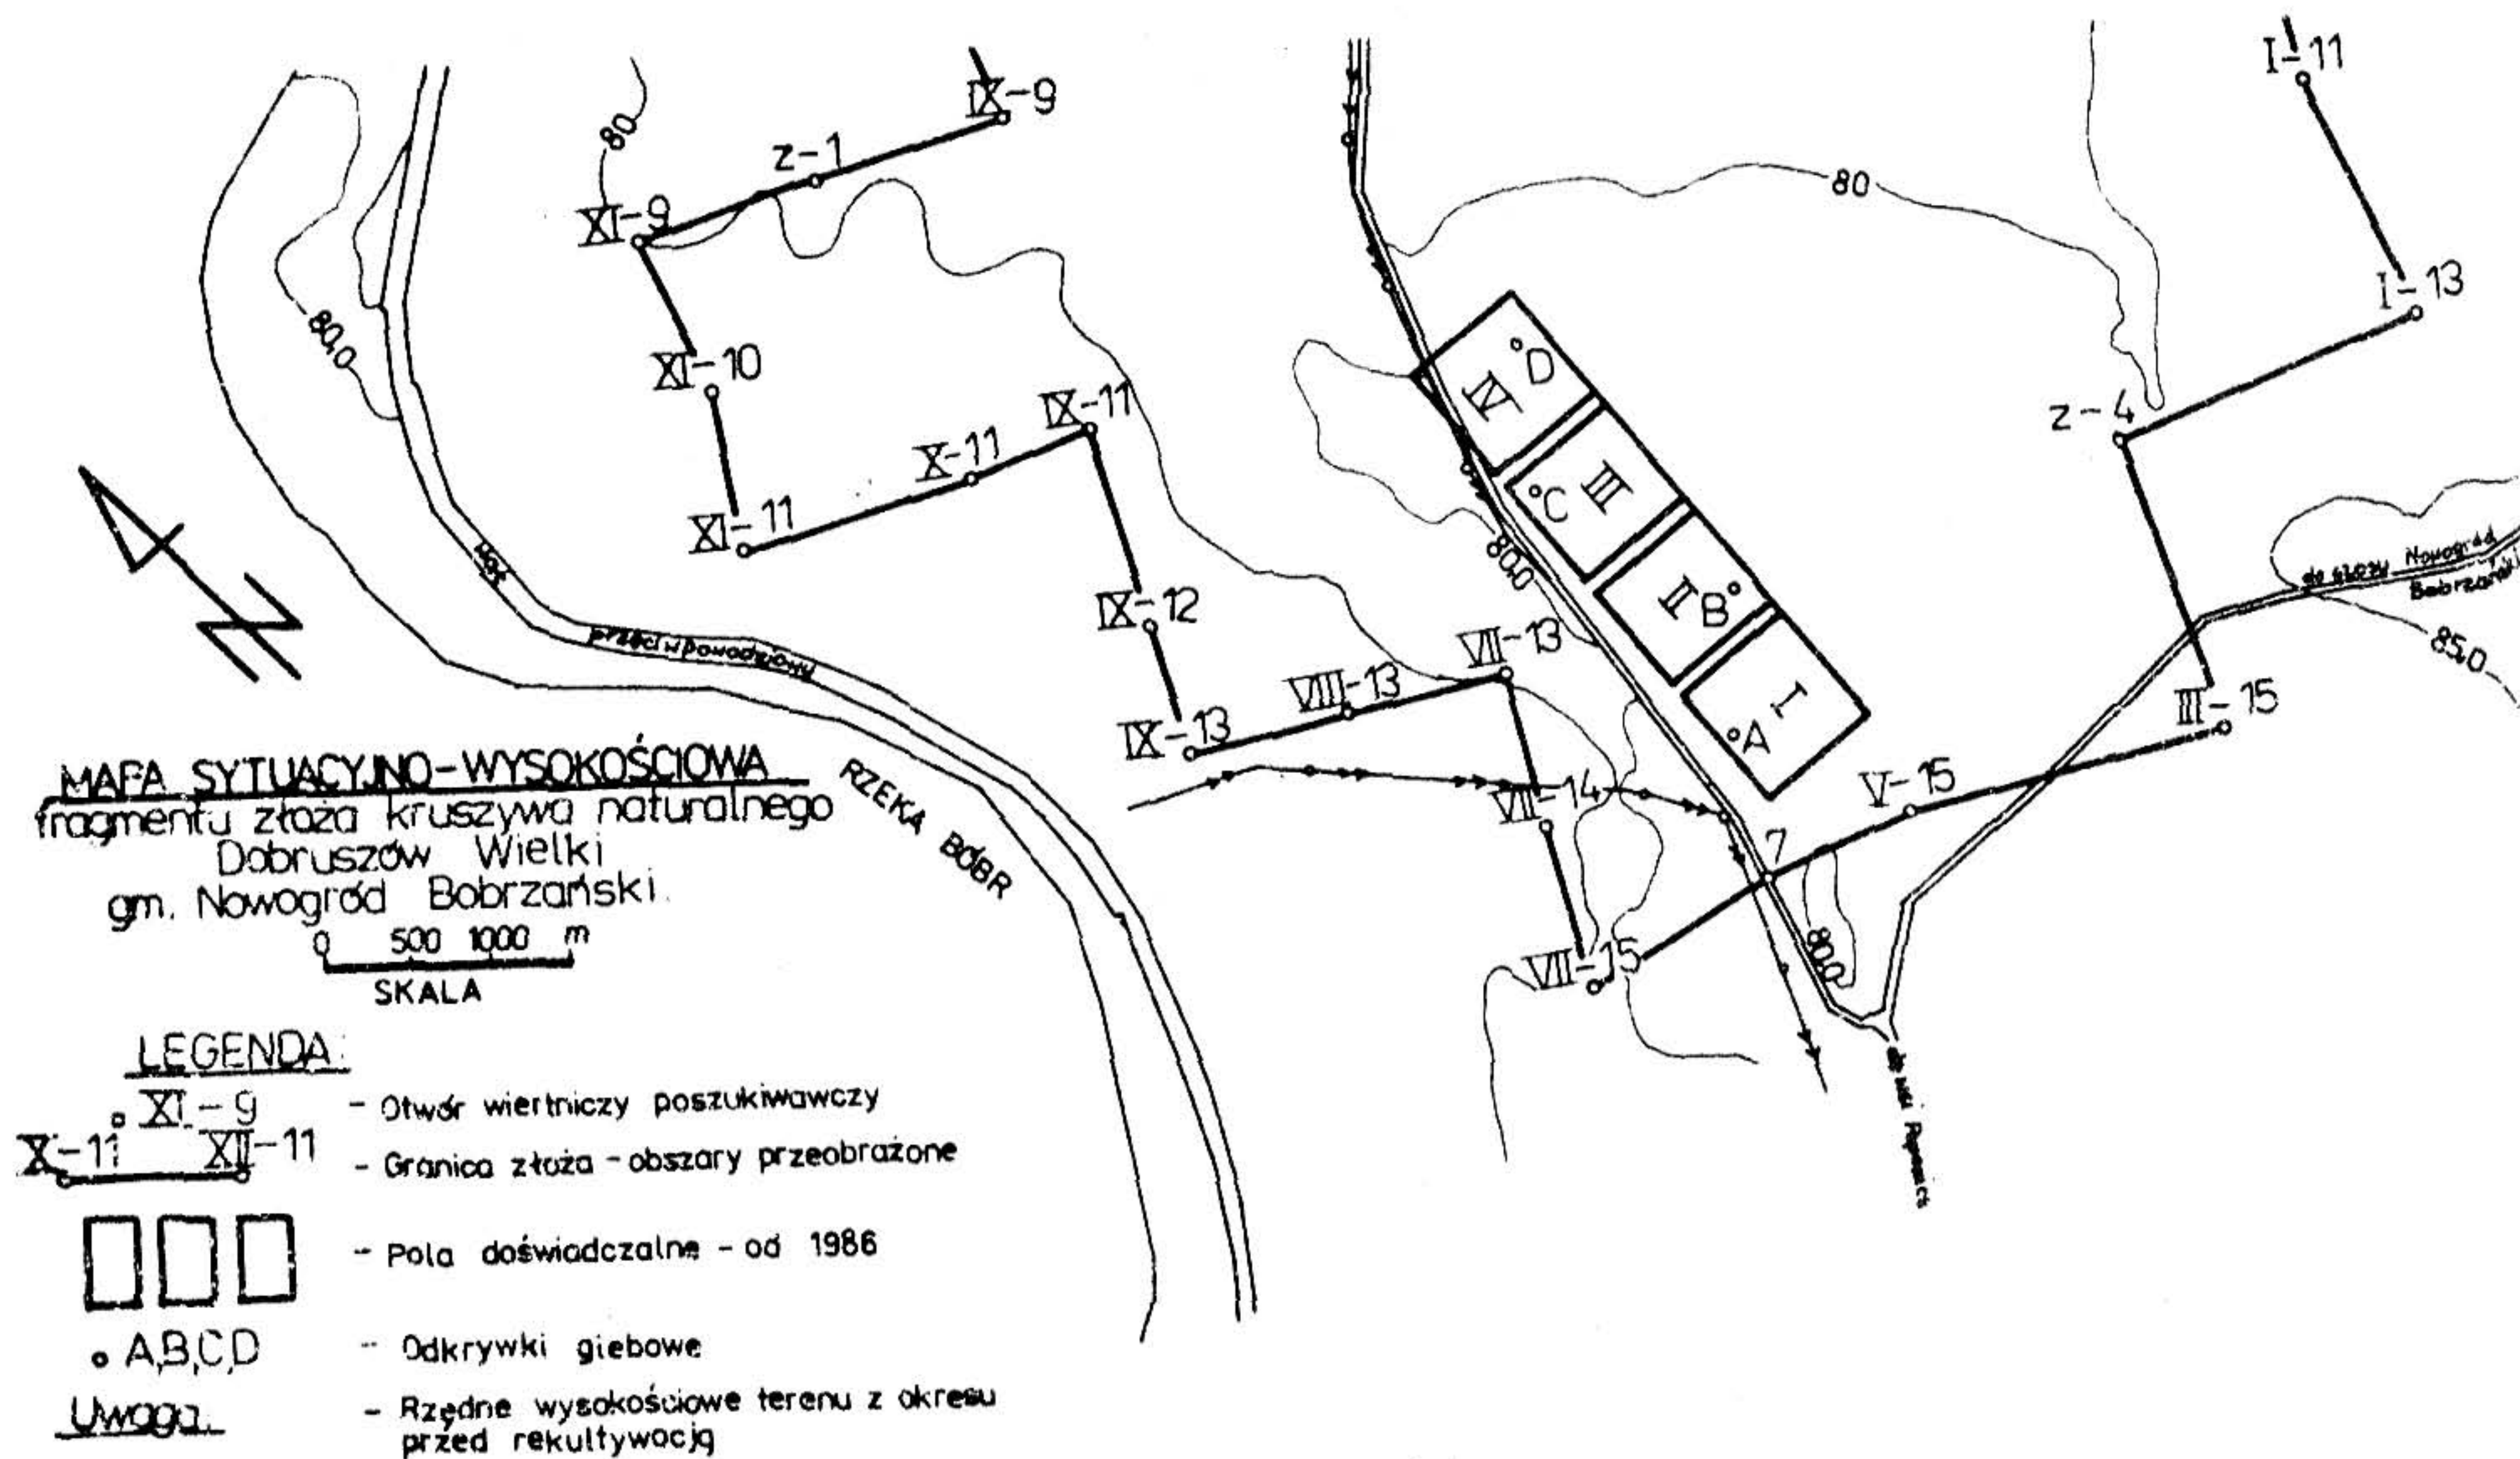 I-11
IX-9
80
z-1
80
XI-9
I-13
80,0
D
IV
XI-10
IX-11
z-4
X-11
III
C
XI-11
80,0
do złoża Nowogród
II
B
IX-12
przeciwpowodziowy
VII-13
85,0
VIII-13
I
III-15
IX-13
A
MAPA SYTUACYJNO-WYSOKOŚCIOWA
fragmentu złoża kruszywa naturalnego
Dobruszów Wielki
gm. Nowogród Bobrzański.
0 500 1000 m
SKALA
RZEKA BÓBR
VII-14
V-15
7
80,0
VII-15
LEGENDA:
XI-9 - Otwór wiertniczy poszukiwawczy
X-11 XII-11 - Granica złoża - obszary przeobrażone
- Pola doświadczalne - od 1986
A,B,C,D - Odkrywki glebowe
Uwaga. - Rzędne wysokościowe terenu z okresu
przed rekultywacją